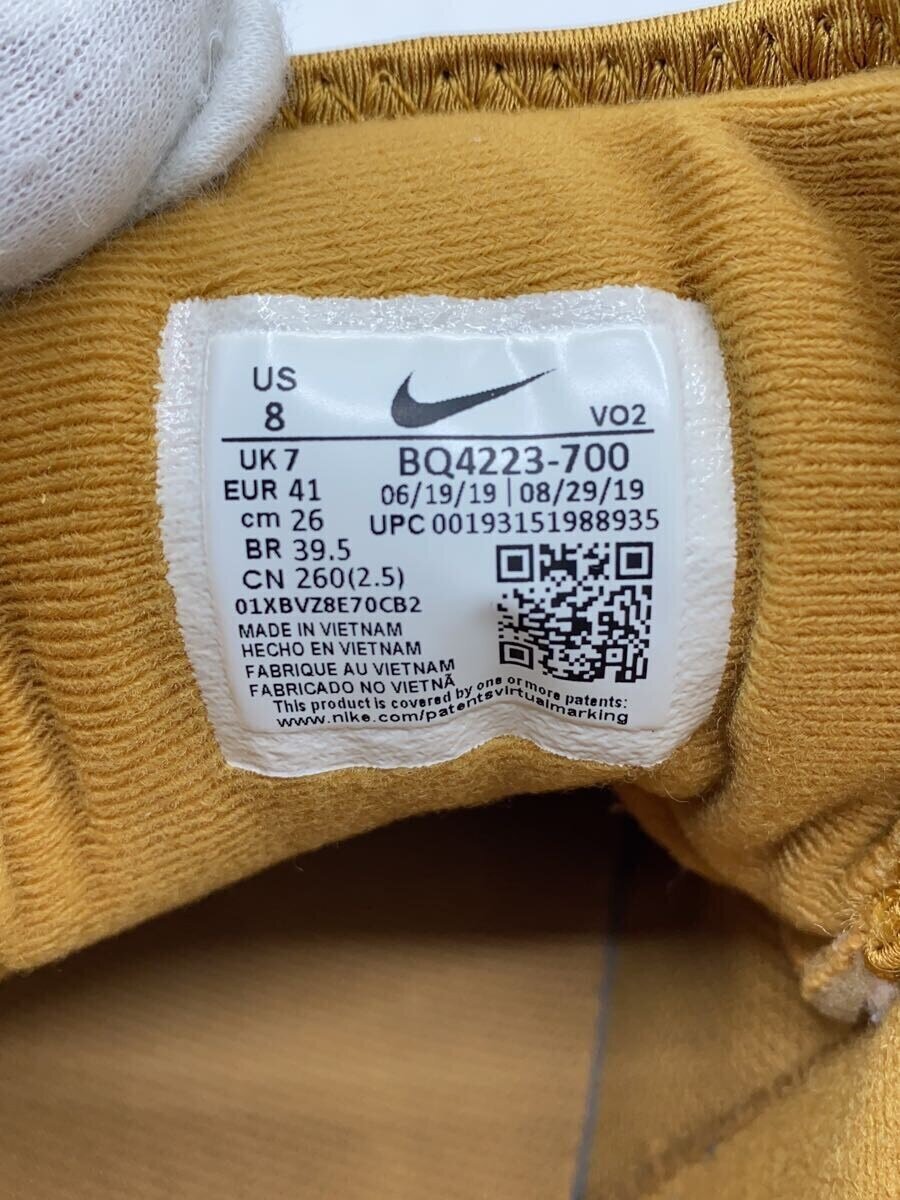 US
8
VO2
UK 7
BQ4223-700
EUR 41
06/19/19 | 08/29/19
cm 26
UPC 00193151988935
BR 39.5
CN 260(2.5)
01XBVZ8E70CB2
MADE IN VIETNAM
HECHO EN VIETNAM
FABRIQUE AU VIETNAM
FABRICADO NO VIETNÃ
This product is covered by one or more patents:
www.nike.com/patentsvirtualmarking